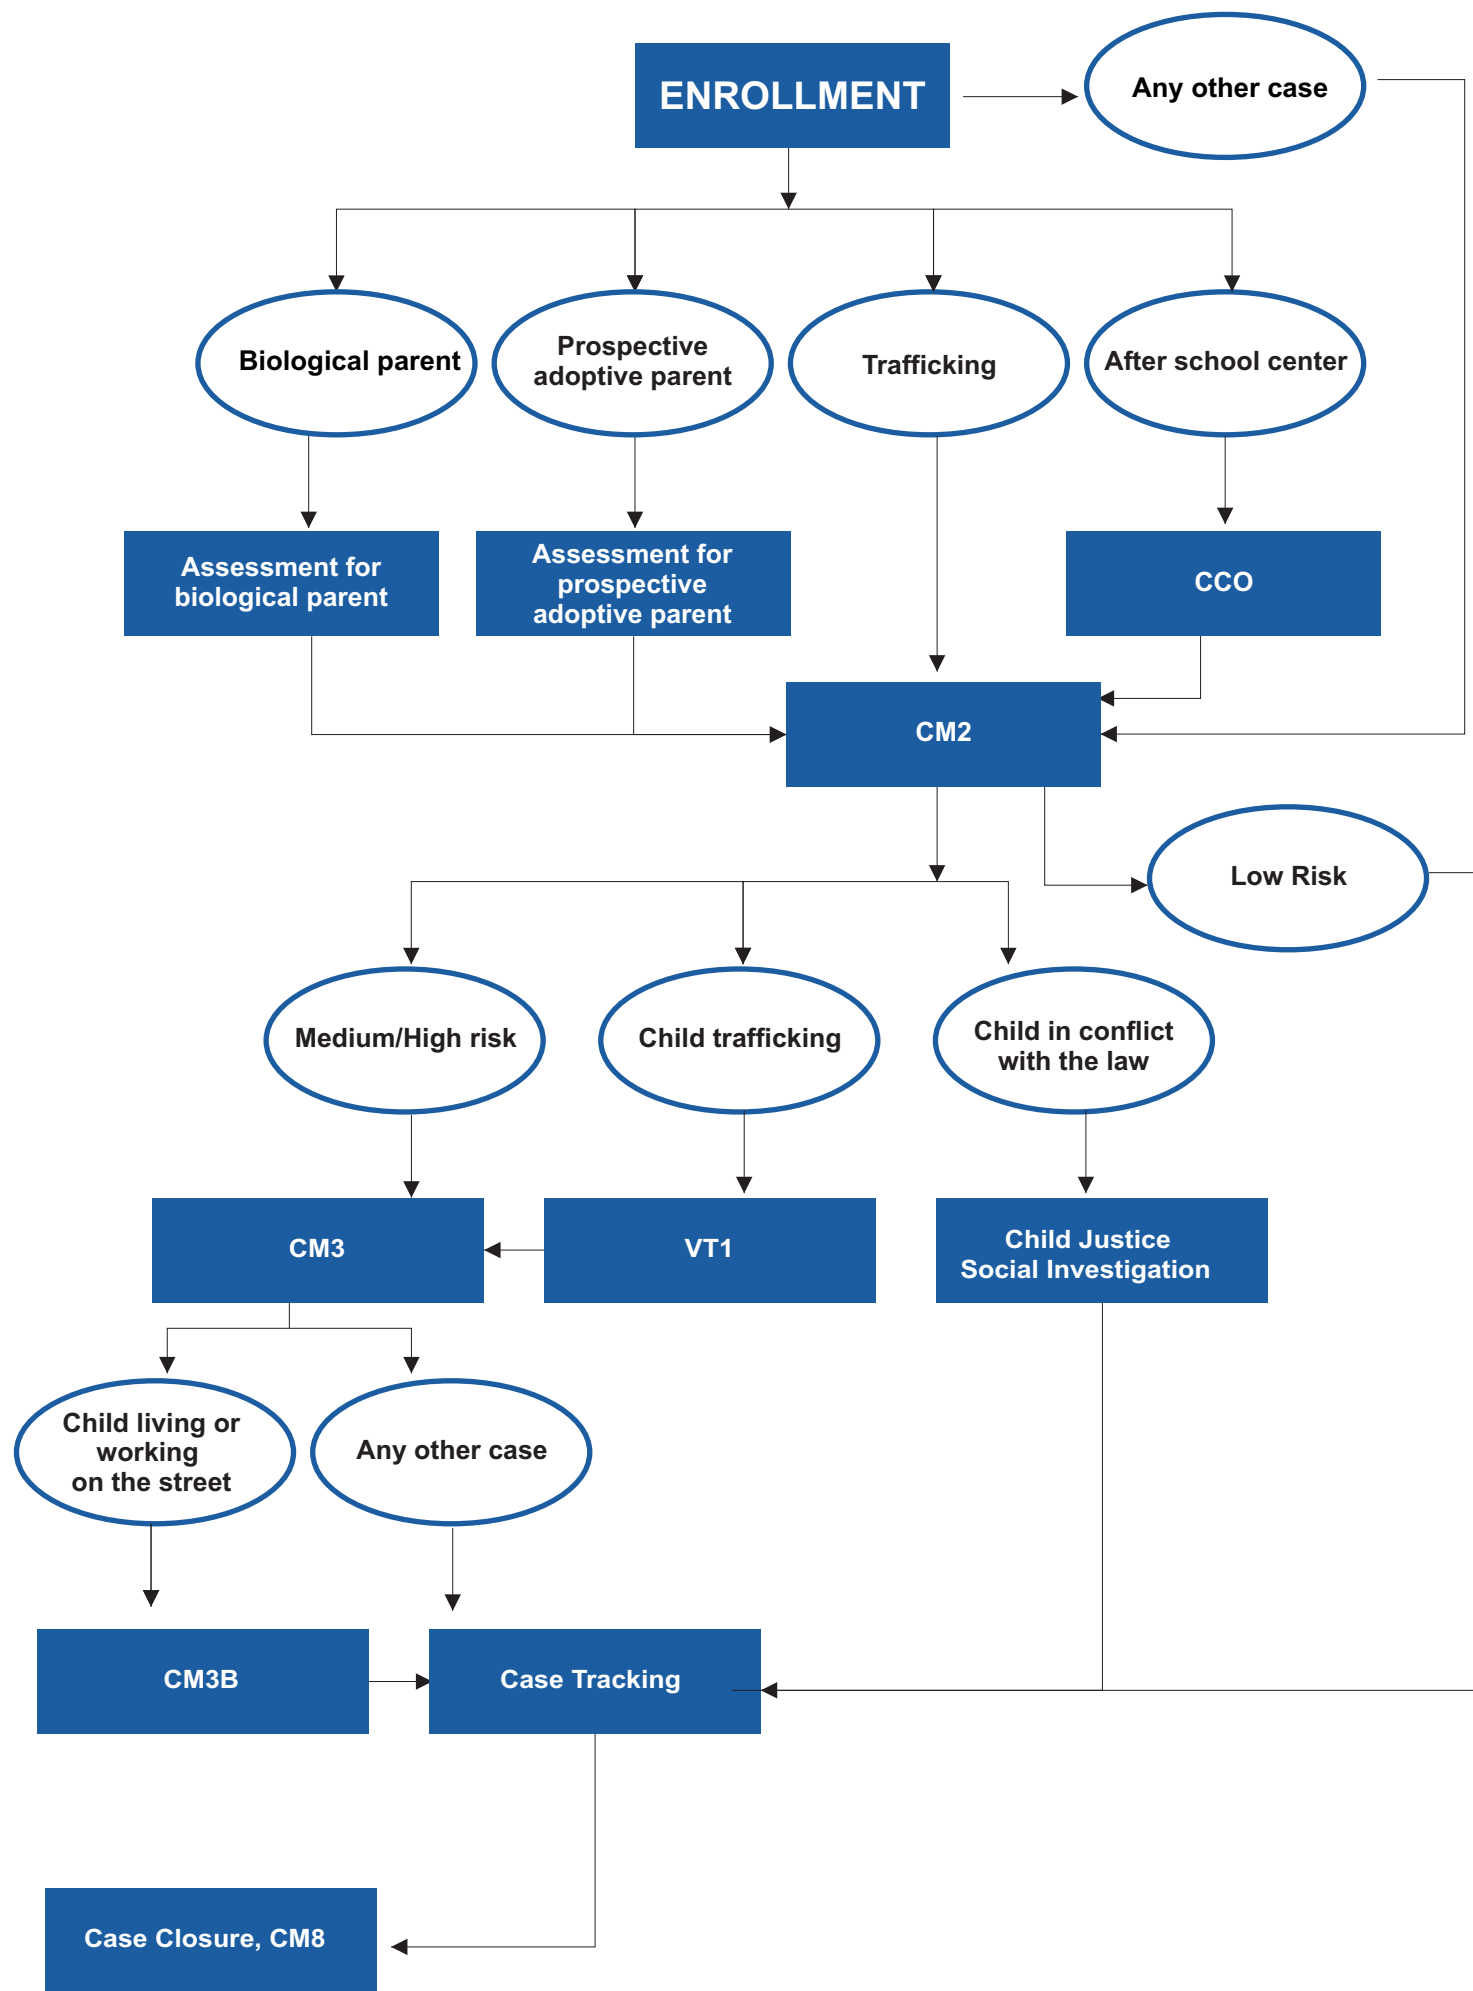 ENROLLMENT
Any other case
Biological parent
Prospective
adoptive parent
Trafficking
After school center
Assessment for
biological parent
Assessment for
prospective
adoptive parent
CCO
CM2
Low Risk
Medium/High risk
Child trafficking
Child in conflict
with the law
CM3
VT1
Child Justice
Social Investigation
Child living or
working
on the street
Any other case
CM3B
Case Tracking
Case Closure, CM8